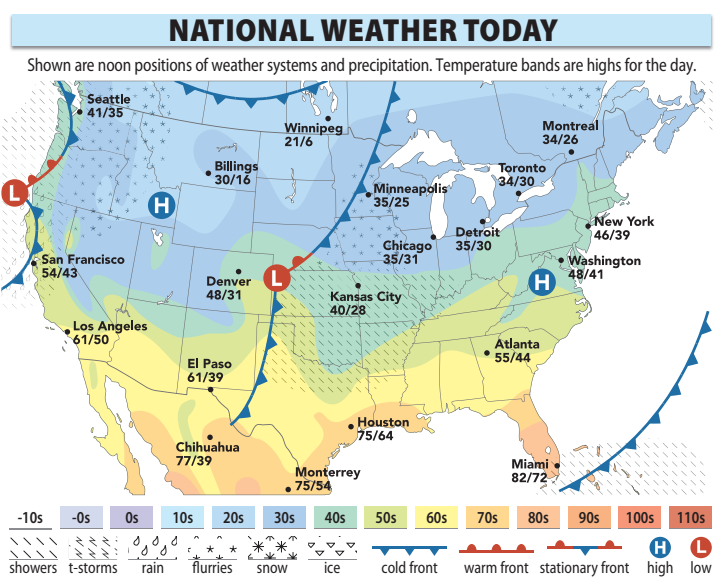 NATIONAL WEATHER TODAY
Shown are noon positions of weather systems and precipitation. Temperature bands are highs for the day.
Seattle
41/35
Winnipeg
21/6
Montreal
34/26
Billings
30/16
Toronto
34/30
L
H
Minneapolis
35/25
New York
46/39
Detroit
35/30
Chicago
35/31
San Francisco
54/43
Washington
48/41
Denver
48/31
L
H
Kansas City
40/28
Los Angeles
61/50
Atlanta
55/44
El Paso
61/39
Houston
75/64
Chihuahua
77/39
Miami
82/72
Monterrey
75/54
-10s -0s 0s 10s 20s 30s 40s 50s 60s 70s 80s 90s 100s 110s
H L
showers t-storms rain flurries snow ice cold front warm front stationary front high low